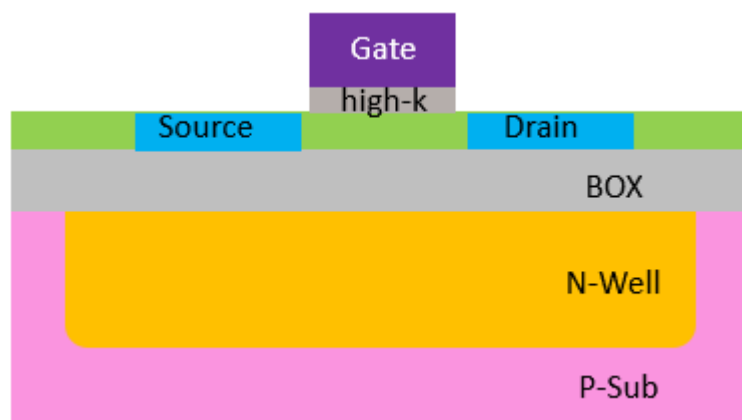 Gate
high-k
Source
Drain
BOX
N-Well
P-Sub